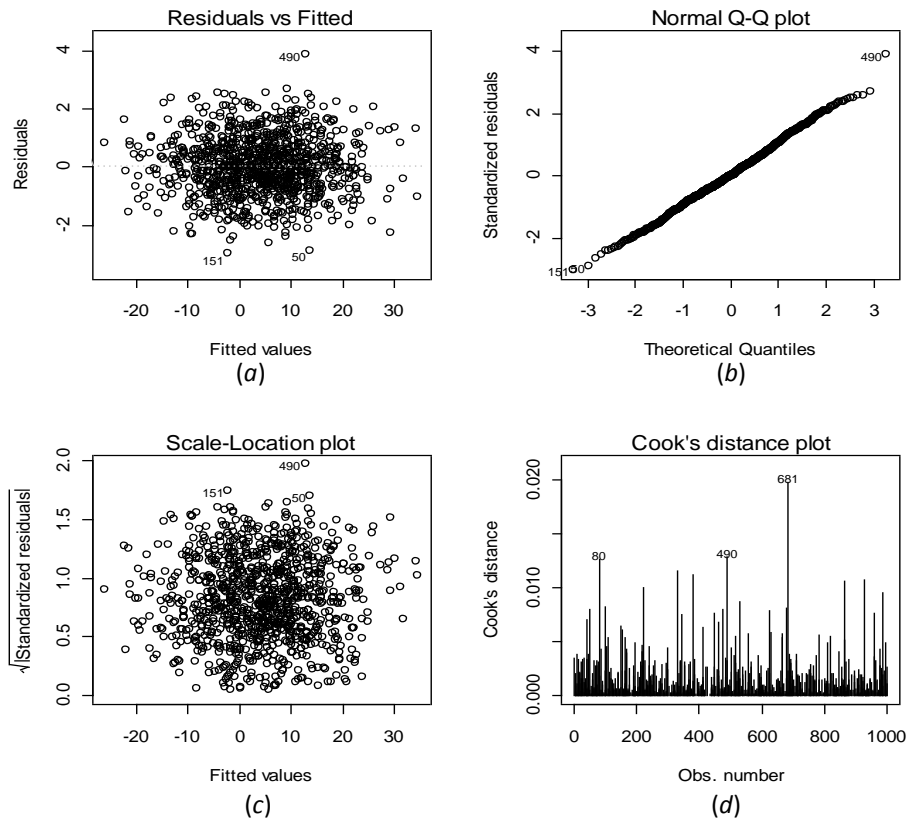 Residuals vs Fitted
Residuals
4
2
0
-2
490
151
50
-20 -10 0 10 20 30
Fitted values
(a)
Normal Q-Q plot
Standardized residuals
4
2
0
-2
490
151
50
-3 -2 -1 0 1 2 3
Theoretical Quantiles
(b)
Scale-Location plot
√|Standardized residuals|
2.0
1.5
1.0
0.5
0.0
490
151
50
-20 -10 0 10 20 30
Fitted values
(c)
Cook's distance plot
Cook's distance
0.020
0.010
0.000
681
80
490
0 200 400 600 800 1000
Obs. number
(d)